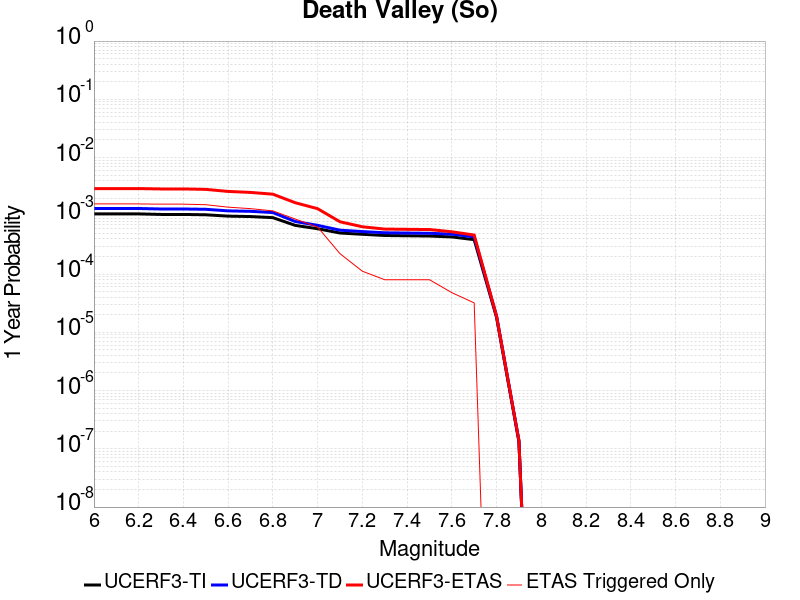 Death Valley (So)
10^0
10^-1
10^-2
10^-3
10^-4
10^-5
10^-6
10^-7
10^-8
1 Year Probability
6 6.2 6.4 6.6 6.8 7 7.2 7.4 7.6 7.8 8 8.2 8.4 8.6 8.8 9
Magnitude
UCERF3-TI UCERF3-TD UCERF3-ETAS ETAS Triggered Only